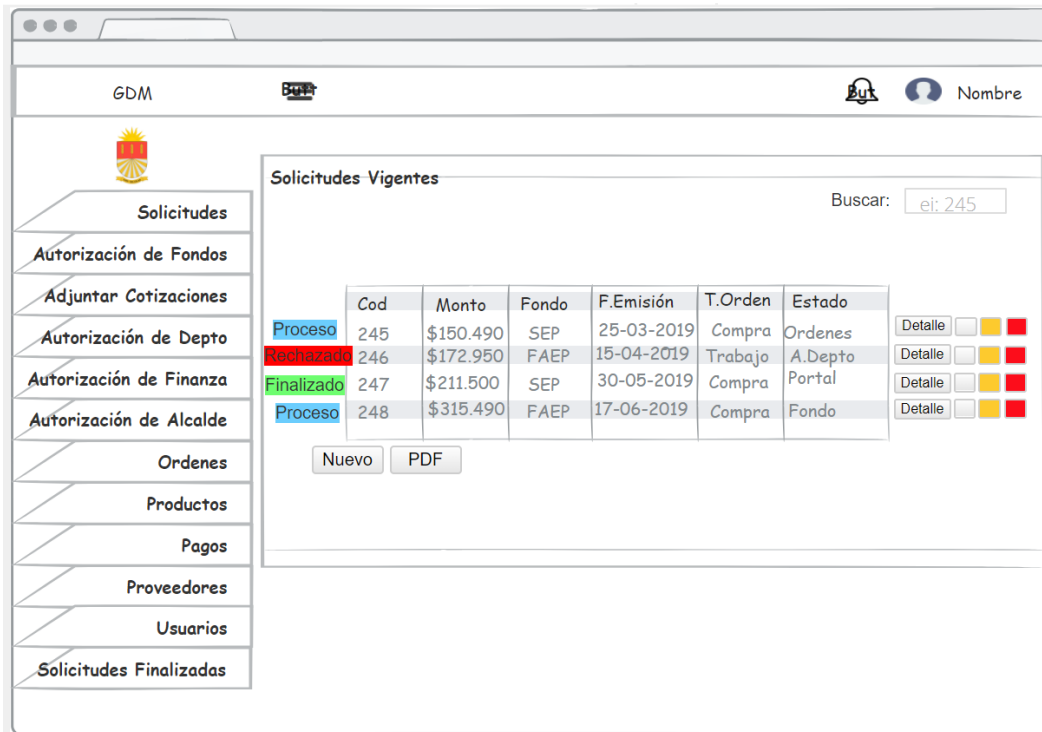 GDM
Nombre
Solicitudes
Autorización de Fondos
Adjuntar Cotizaciones
Autorización de Depto
Autorización de Finanza
Autorización de Alcalde
Ordenes
Productos
Pagos
Proveedores
Usuarios
Solicitudes Finalizadas
Solicitudes Vigentes
Buscar: ei: 245
Cod Monto Fondo F.Emisión T.Orden Estado
Proceso 245 $150.490 SEP 25-03-2019 Compra Ordenes Detalle
Rechazado 246 $172.950 FAEP 15-04-2019 Trabajo A.Depto Detalle
Finalizado 247 $211.500 SEP 30-05-2019 Compra Portal Detalle
Proceso 248 $315.490 FAEP 17-06-2019 Compra Fondo Detalle
Nuevo PDF